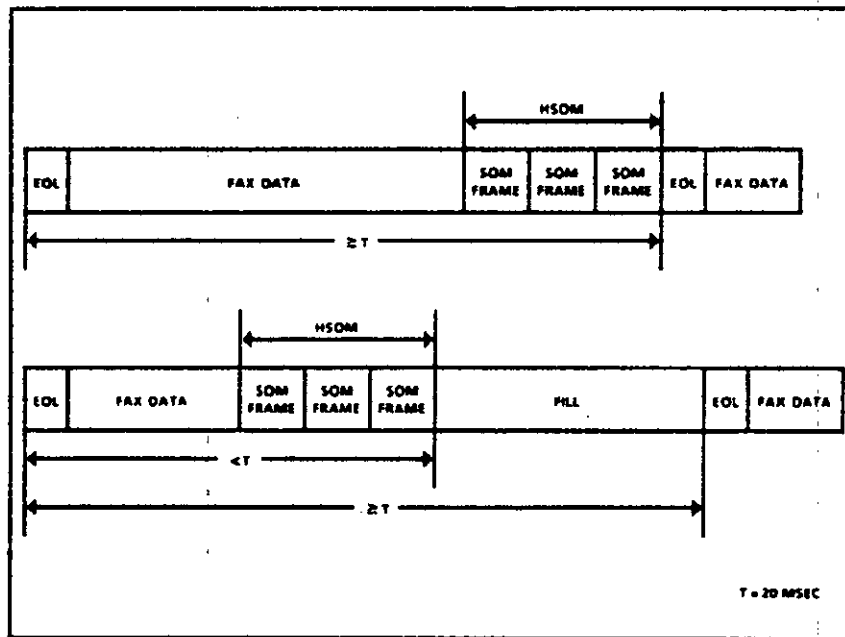 HSOM
EOL
FAX DATA
SOM FRAME
SOM FRAME
SOM FRAME
EOL
FAX DATA
≥ T
HSOM
EOL
FAX DATA
SOM FRAME
SOM FRAME
SOM FRAME
FILL
EOL
FAX DATA
< T
≥ T
T = 20 MSEC